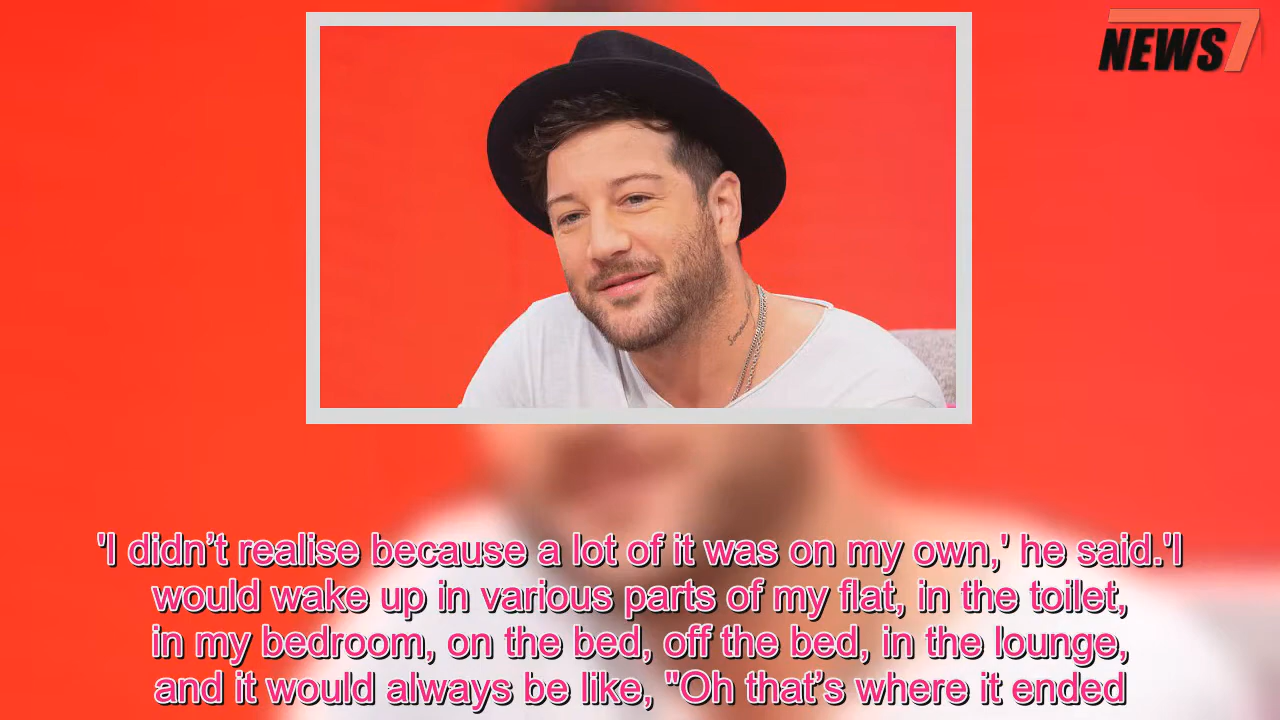 NEWS7
'I didn’t realise because a lot of it was on my own,' he said.'I
would wake up in various parts of my flat, in the toilet,
in my bedroom, on the bed, off the bed, in the lounge,
and it would always be like, "Oh that’s where it ended